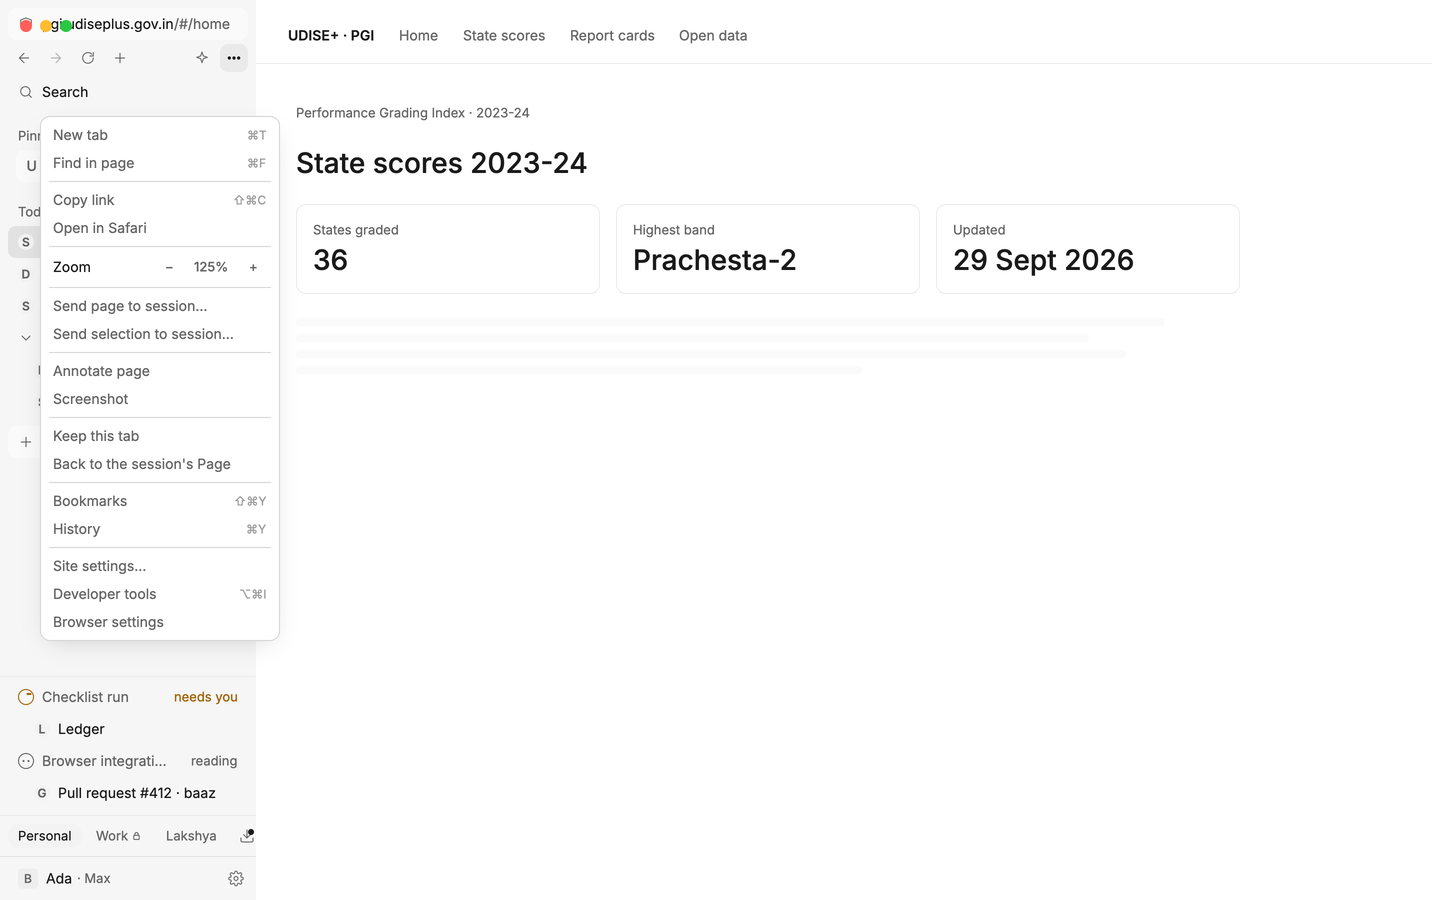 giudiseplus.gov.in/#/home
Search
Pinn
U
Tod
S
D
S
New tab ⌘T
Find in page ⌘F
Copy link ⇧⌘C
Open in Safari
Zoom − 125% +
Send page to session...
Send selection to session...
Annotate page
Screenshot
Keep this tab
Back to the session's Page
Bookmarks ⇧⌘Y
History ⌘Y
Site settings...
Developer tools ⌥⌘I
Browser settings
Checklist run needs you
L Ledger
Browser integrati... reading
G Pull request #412 · baaz
Personal Work Lakshya
B Ada · Max
UDISE+ · PGI Home State scores Report cards Open data
Performance Grading Index · 2023-24
State scores 2023-24
States graded
36
Highest band
Prachesta-2
Updated
29 Sept 2026